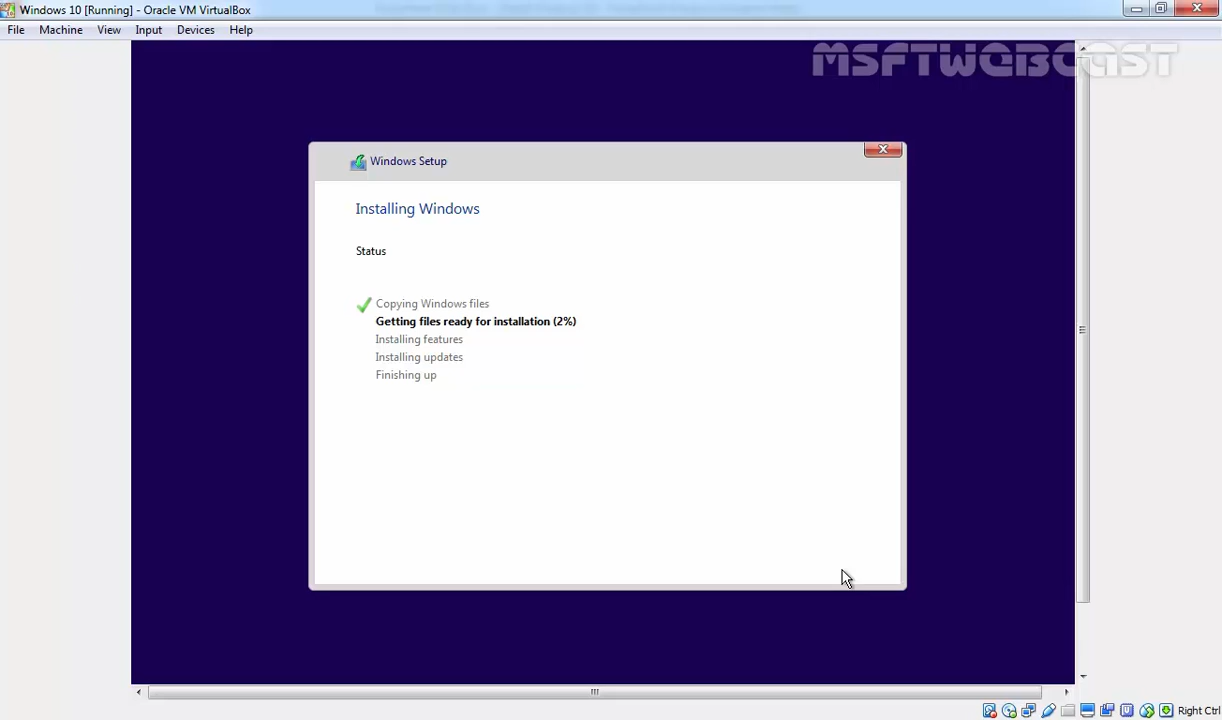 Windows 10 [Running] - Oracle VM VirtualBox
File Machine View Input Devices Help
MSFTWEBCAST
Windows Setup
Installing Windows
Status
Copying Windows files
Getting files ready for installation (2%)
Installing features
Installing updates
Finishing up
Right Ctrl